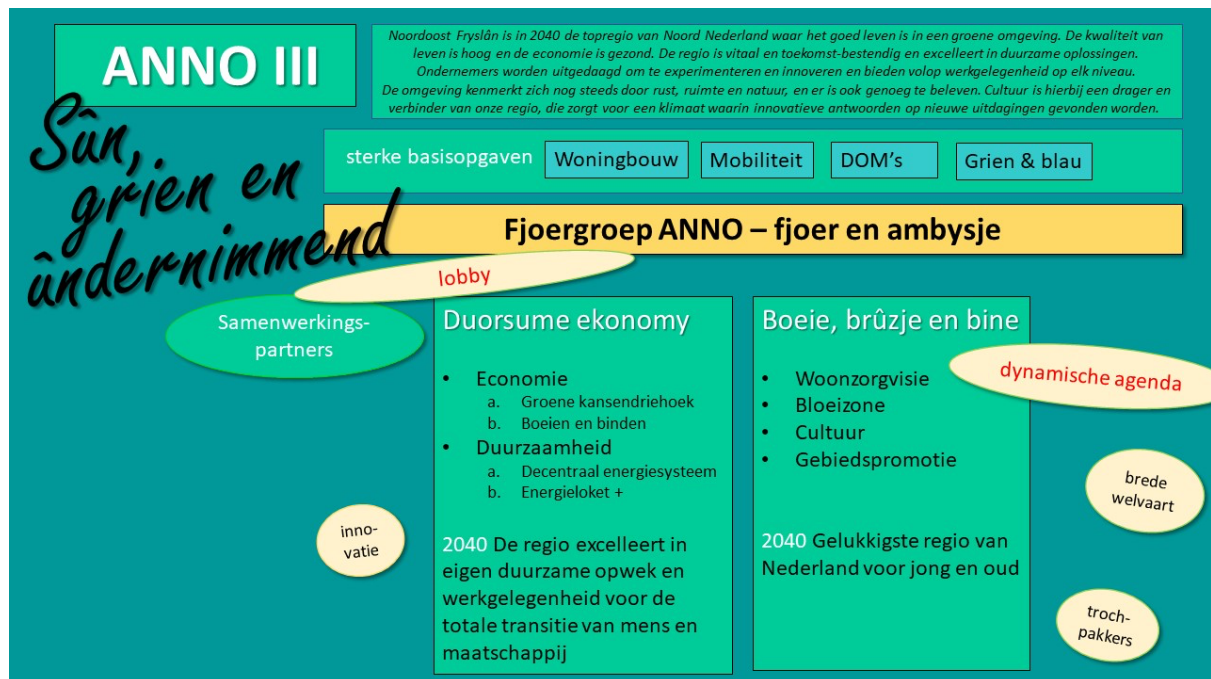 ANNO III
Noordoost Fryslân is in 2040 de topregio van Noord Nederland waar het goed leven is in een groene omgeving. De kwaliteit van
leven is hoog en de economie is gezond. De regio is vitaal en toekomst-bestendig en excelleert in duurzame oplossingen.
Ondernemers worden uitgedaagd om te experimenteren en innoveren en bieden volop werkgelegenheid op elk niveau.
De omgeving kenmerkt zich nog steeds door rust, ruimte en natuur, en er is ook genoeg te beleven. Cultuur is hierbij een drager en
verbinder van onze regio, die zorgt voor een klimaat waarin innovatieve antwoorden op nieuwe uitdagingen gevonden worden.
Sûn,
grien en
ûndernimmend
sterke basisopgaven
Woningbouw
Mobiliteit
DOM's
Grien & blau
Fjoergroep ANNO – fjoer en ambysje
lobby
Samenwerkings-
partners
Duorsume ekonomy
• Economie
a. Groene kansendriehoek
b. Boeien en binden
• Duurzaamheid
a. Decentraal energiesysteem
b. Energieloket +
2040 De regio excelleert in
eigen duurzame opwek en
werkgelegenheid voor de
totale transitie van mens en
maatschappij
inno-
vatie
Boeie, brûzje en bine
• Woonzorgvisie
• Bloeizone
• Cultuur
• Gebiedspromotie
2040 Gelukkigste regio van
Nederland voor jong en oud
dynamische agenda
brede
welvaart
troch-
pakkers